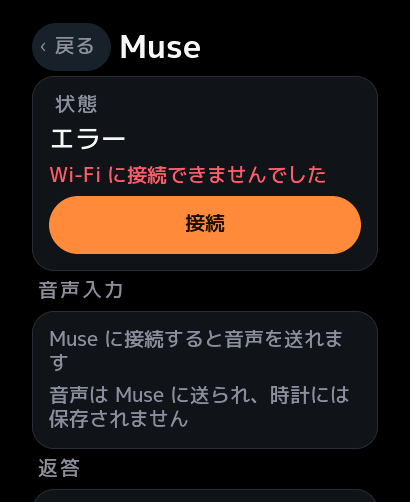 ‹ 戻る Muse
状態
エラー
Wi-Fi に接続できませんでした
接続
音声入力
Muse に接続すると音声を送れま
す
音声は Muse に送られ、時計には
保存されません
返答